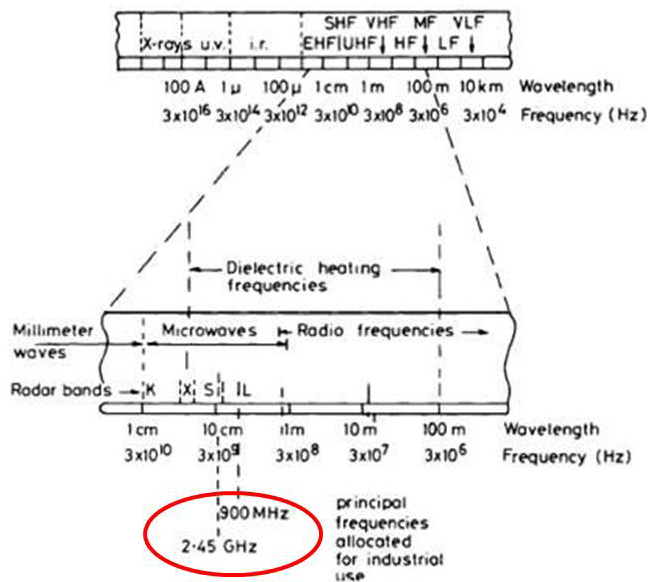 SHF VHF MF VLF
X-rays u.v. i.r. EHF UHF HF LF
100 A 1 μ 100 μ 1 cm 1 m 100 m 10 km Wavelength
3x10¹⁶ 3x10¹⁴ 3x10¹² 3x10¹⁰ 3x10⁸ 3x10⁶ 3x10⁴ Frequency (Hz)
Dielectric heating
frequencies
Millimeter
waves
Microwaves
Radio frequencies
Radar bands K X S L
1 cm 10 cm 1m 10 m 100 m Wavelength
3x10¹⁰ 3x10⁹ 3x10⁸ 3x10⁷ 3x10⁶ Frequency (Hz)
900 MHz
2·45 GHz
principal
frequencies
allocated
for industrial
use